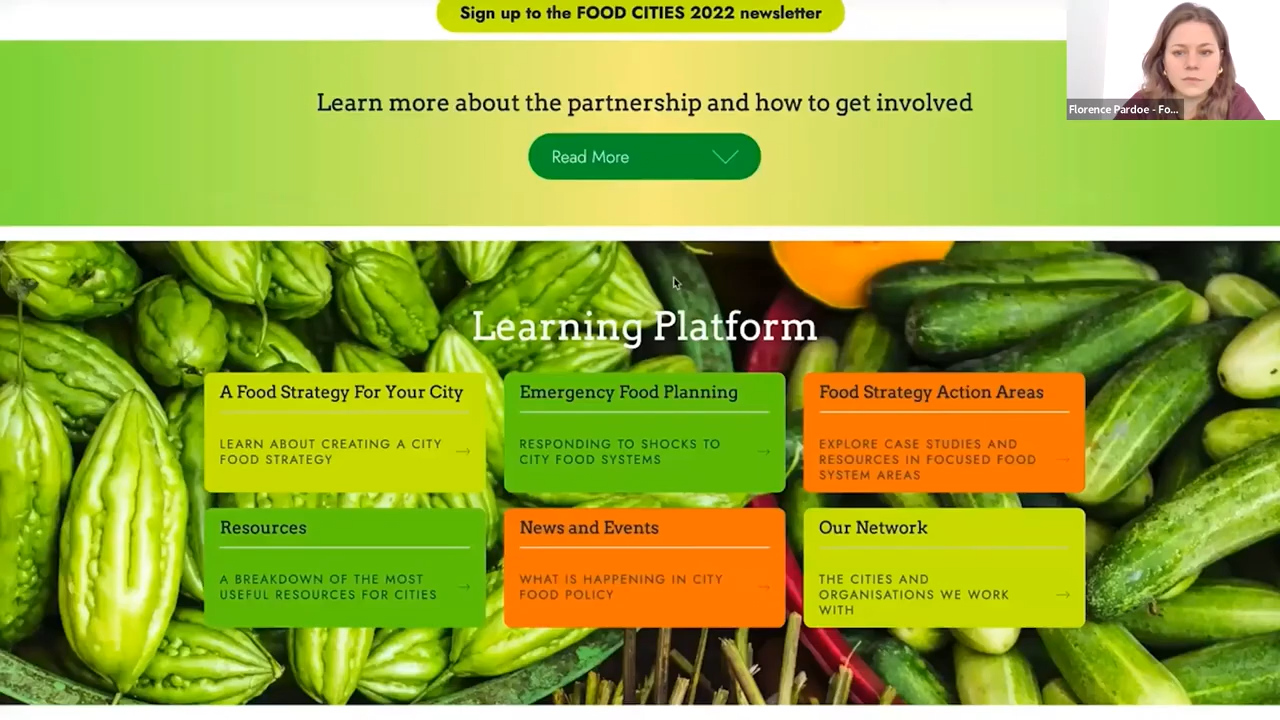 Sign up to the FOOD CITIES 2022 newsletter
Florence Pardoe - Fo...
Learn more about the partnership and how to get involved
Read More
Learning Platform
A Food Strategy For Your City
LEARN ABOUT CREATING A CITY
FOOD STRATEGY
Emergency Food Planning
RESPONDING TO SHOCKS TO
CITY FOOD SYSTEMS
Food Strategy Action Areas
EXPLORE CASE STUDIES AND
RESOURCES IN FOCUSED FOOD
SYSTEM AREAS
Resources
A BREAKDOWN OF THE MOST
USEFUL RESOURCES FOR CITIES
News and Events
WHAT IS HAPPENING IN CITY
FOOD POLICY
Our Network
THE CITIES AND
ORGANISATIONS WE WORK
WITH